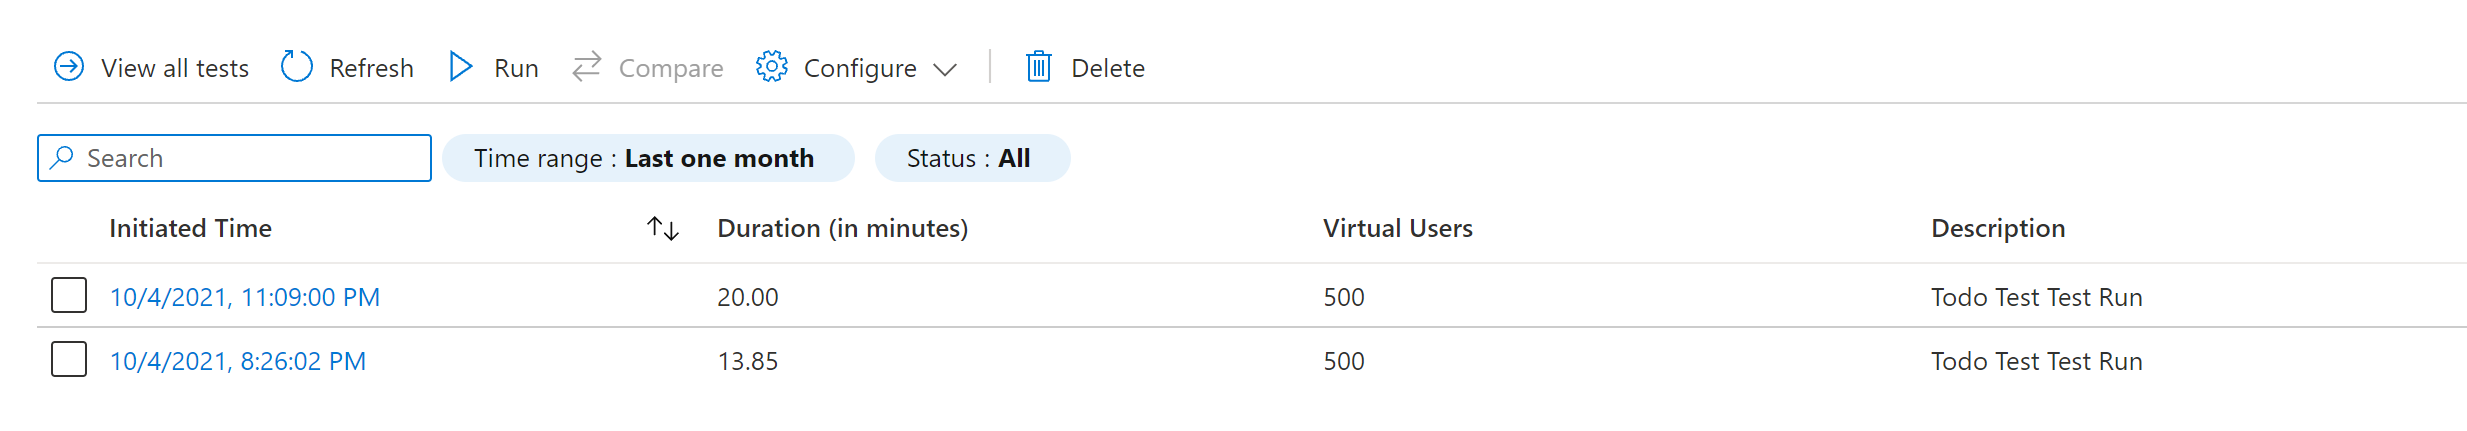 View all tests Refresh Run Compare Configure Delete
Search Time range : Last one month Status : All
Initiated Time Duration (in minutes) Virtual Users Description
10/4/2021, 11:09:00 PM 20.00 500 Todo Test Test Run
10/4/2021, 8:26:02 PM 13.85 500 Todo Test Test Run